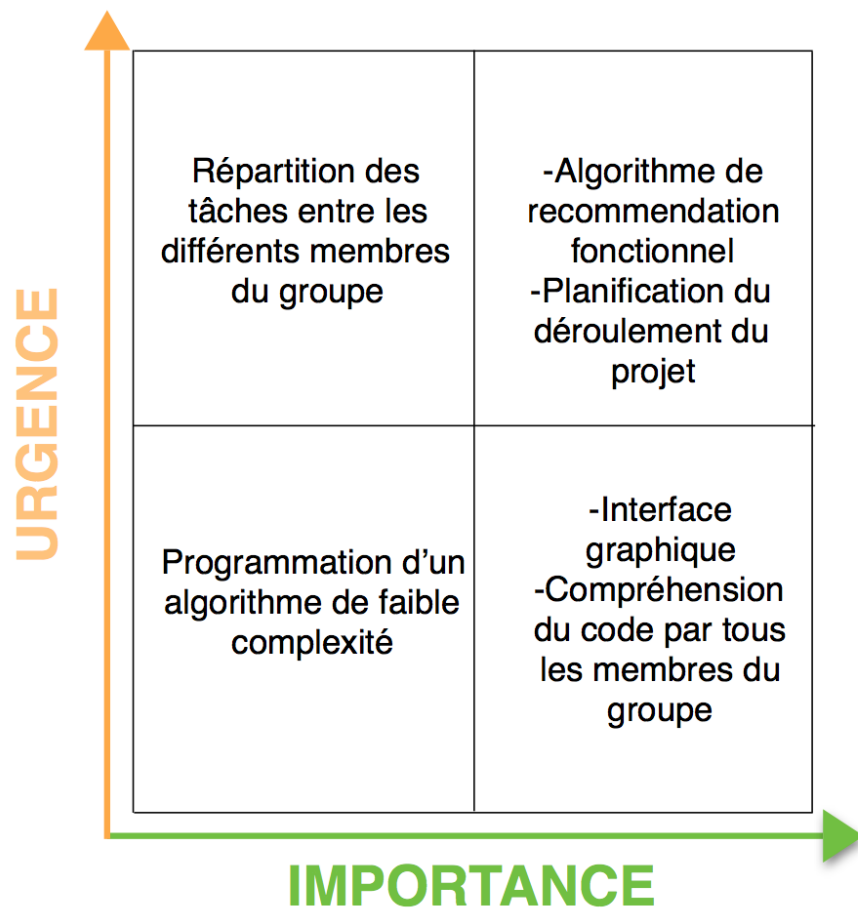 URGENCE
Répartition des
tâches entre les
différents membres
du groupe
-Algorithme de
recommendation
fonctionnel
-Planification du
déroulement du
projet
Programmation d’un
algorithme de faible
complexité
-Interface
graphique
-Compréhension
du code par tous
les membres du
groupe
IMPORTANCE